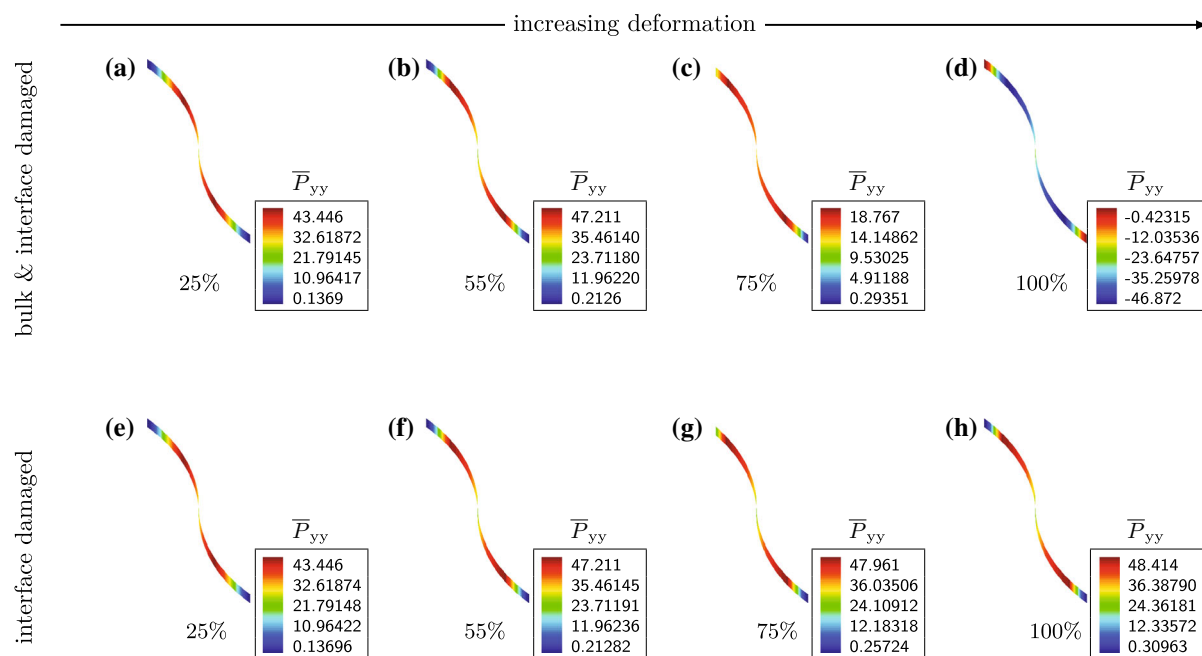 increasing deformation
bulk & interface damaged
(a)
P̅yy
43.446
32.61872
21.79145
10.96417
0.1369
25%
(b)
P̅yy
47.211
35.46140
23.71180
11.96220
0.2126
55%
(c)
P̅yy
18.767
14.14862
9.53025
4.91188
0.29351
75%
(d)
P̅yy
-0.42315
-12.03536
-23.64757
-35.25978
-46.872
100%
interface damaged
(e)
P̅yy
43.446
32.61874
21.79148
10.96422
0.13696
25%
(f)
P̅yy
47.211
35.46145
23.71191
11.96236
0.21282
55%
(g)
P̅yy
47.961
36.03506
24.10912
12.18318
0.25724
75%
(h)
P̅yy
48.414
36.38790
24.36181
12.33572
0.30963
100%